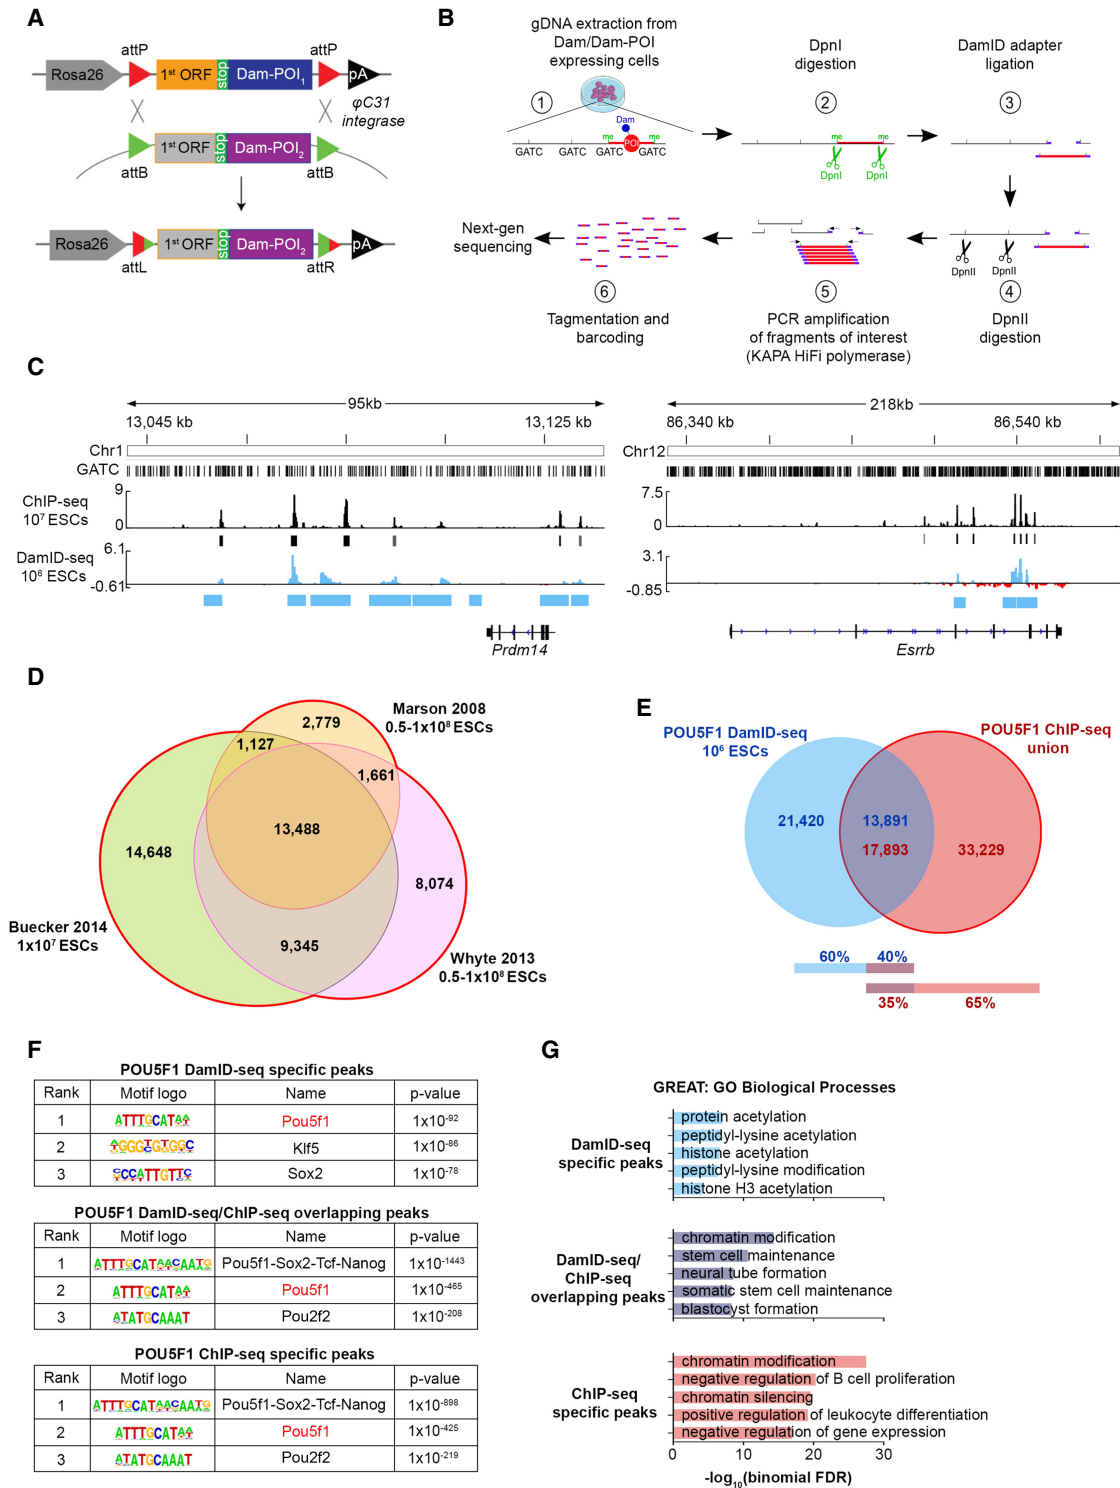 A
attP
attP
Rosa26
1st ORF
stop
Dam-POI1
pA
φC31
integrase
1st ORF
stop
Dam-POI2
attB
attB
Rosa26
1st ORF
stop
Dam-POI2
pA
attL
attR
B
gDNA extraction from
Dam/Dam-POI
expressing cells
DpnI
digestion
DamID adapter
ligation
1
2
3
Dam
me
POI
me
GATC
GATC
GATC
GATC
me
me
DpnI
DpnI
Next-gen
sequencing
DpnII
DpnII
6
5
4
Tagmentation and
barcoding
PCR amplification
of fragments of interest
(KAPA HiFi polymerase)
DpnII
digestion
C
95kb
13,045 kb
13,125 kb
Chr1
GATC
ChIP-seq
10⁷ ESCs
9
0
DamID-seq
10⁶ ESCs
6.1
-0.61
Prdm14
218kb
86,340 kb
86,540 kb
Chr12
7.5
0
3.1
-0.85
Esrrb
D
Marson 2008
0.5-1x10⁸ ESCs
2,779
1,127
1,661
13,488
14,648
8,074
9,345
Buecker 2014
1x10⁷ ESCs
Whyte 2013
0.5-1x10⁸ ESCs
E
POU5F1 DamID-seq
10⁶ ESCs
POU5F1 ChIP-seq
union
21,420
13,891
17,893
33,229
60%
40%
35%
65%
F
POU5F1 DamID-seq specific peaks
Rank Motif logo Name p-value
1 ATTTGCATAA Pou5f1 1x10⁻⁹²
2 AGGGCGTGGC Klf5 1x10⁻⁸⁶
3 CCCATTGTTC Sox2 1x10⁻⁷⁸
POU5F1 DamID-seq/ChIP-seq overlapping peaks
Rank Motif logo Name p-value
1 ATTTGCATAACAATG Pou5f1-Sox2-Tcf-Nanog 1x10⁻¹⁴⁴³
2 ATTTGCATAA Pou5f1 1x10⁻⁴⁶⁵
3 ATATGCAAAT Pou2f2 1x10⁻²⁰⁸
POU5F1 ChIP-seq specific peaks
Rank Motif logo Name p-value
1 ATTTGCATAACAATG Pou5f1-Sox2-Tcf-Nanog 1x10⁻⁸⁹⁸
2 ATTTGCATAA Pou5f1 1x10⁻⁴²⁵
3 ATATGCAAAT Pou2f2 1x10⁻²¹⁹
G
GREAT: GO Biological Processes
DamID-seq
specific peaks
protein acetylation
peptidyl-lysine acetylation
histone acetylation
peptidyl-lysine modification
histone H3 acetylation
DamID-seq/
ChIP-seq
overlapping peaks
chromatin modification
stem cell maintenance
neural tube formation
somatic stem cell maintenance
blastocyst formation
ChIP-seq
specific peaks
chromatin modification
negative regulation of B cell proliferation
chromatin silencing
positive regulation of leukocyte differentiation
negative regulation of gene expression
0 10 20 30
-log10(binomial FDR)